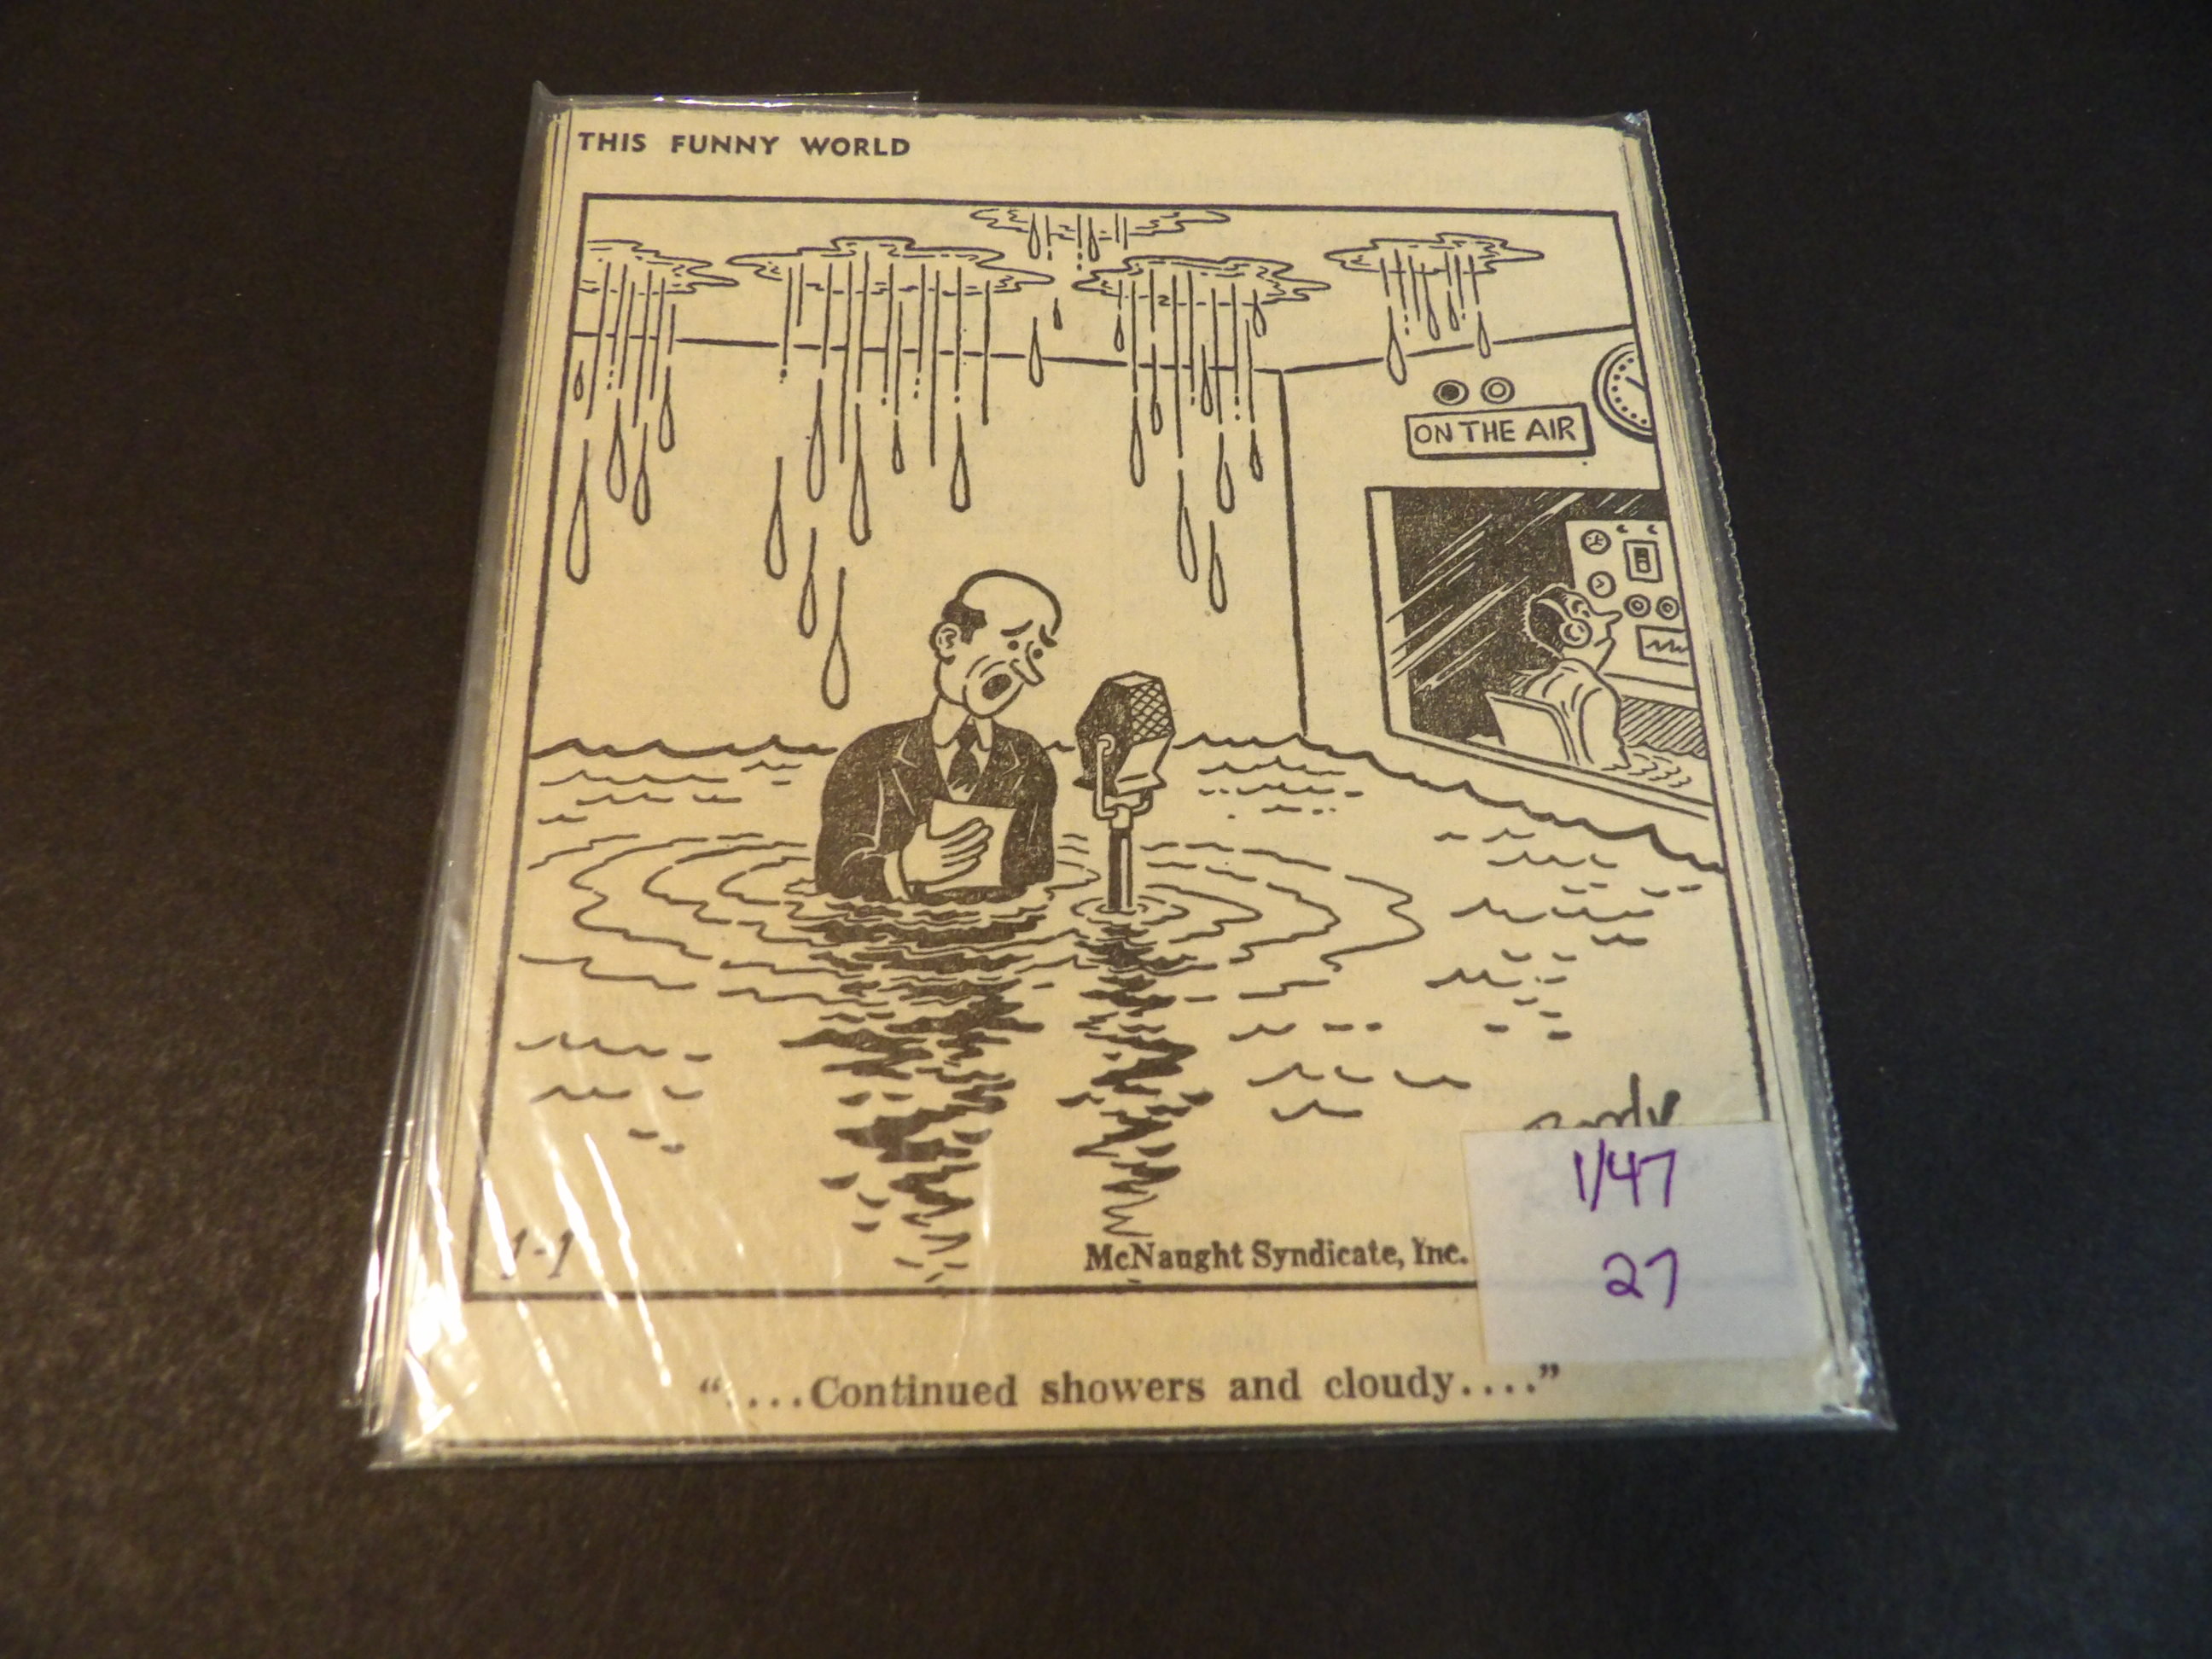 THIS FUNNY WORLD
ON THE AIR
1/47
27
1-1
McNaught Syndicate, Inc.
“....Continued showers and cloudy....”